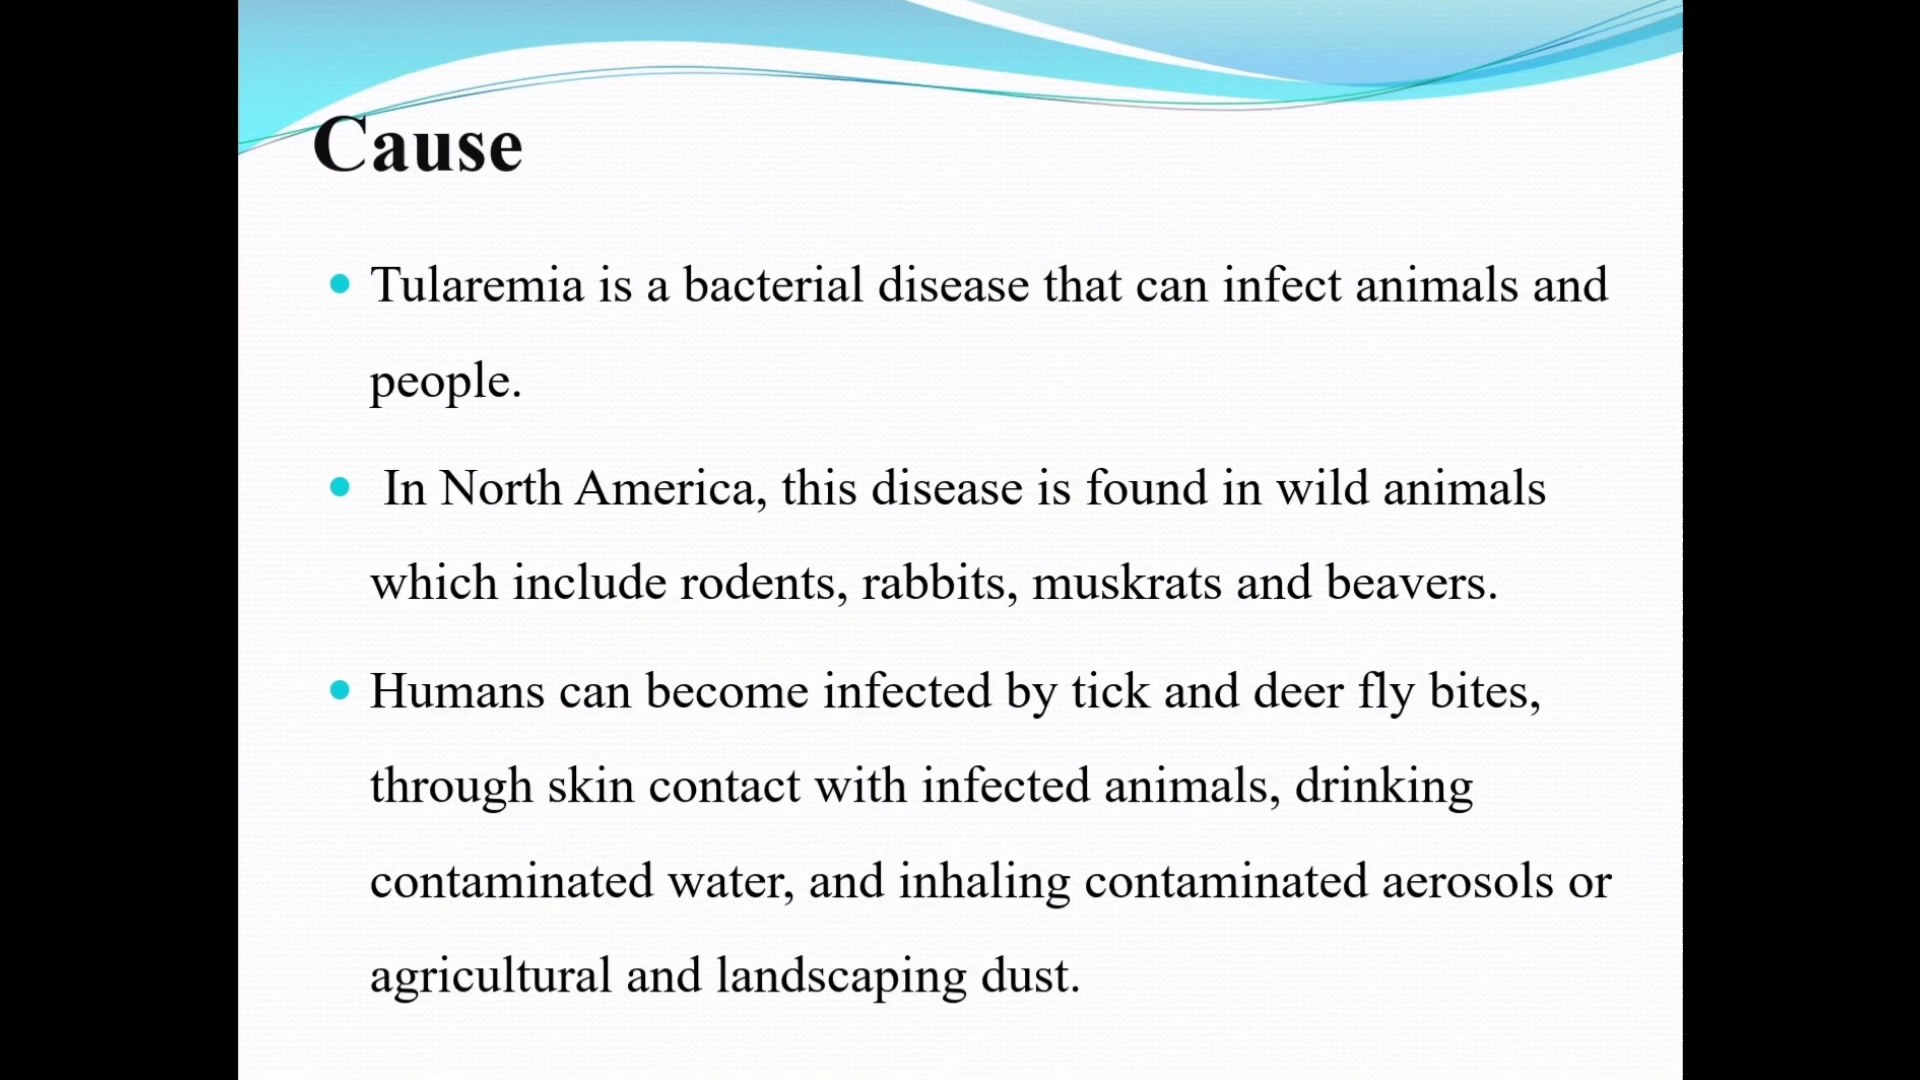 Cause
• Tularemia is a bacterial disease that can infect animals and
people.
• In North America, this disease is found in wild animals
which include rodents, rabbits, muskrats and beavers.
• Humans can become infected by tick and deer fly bites,
through skin contact with infected animals, drinking
contaminated water, and inhaling contaminated aerosols or
agricultural and landscaping dust.